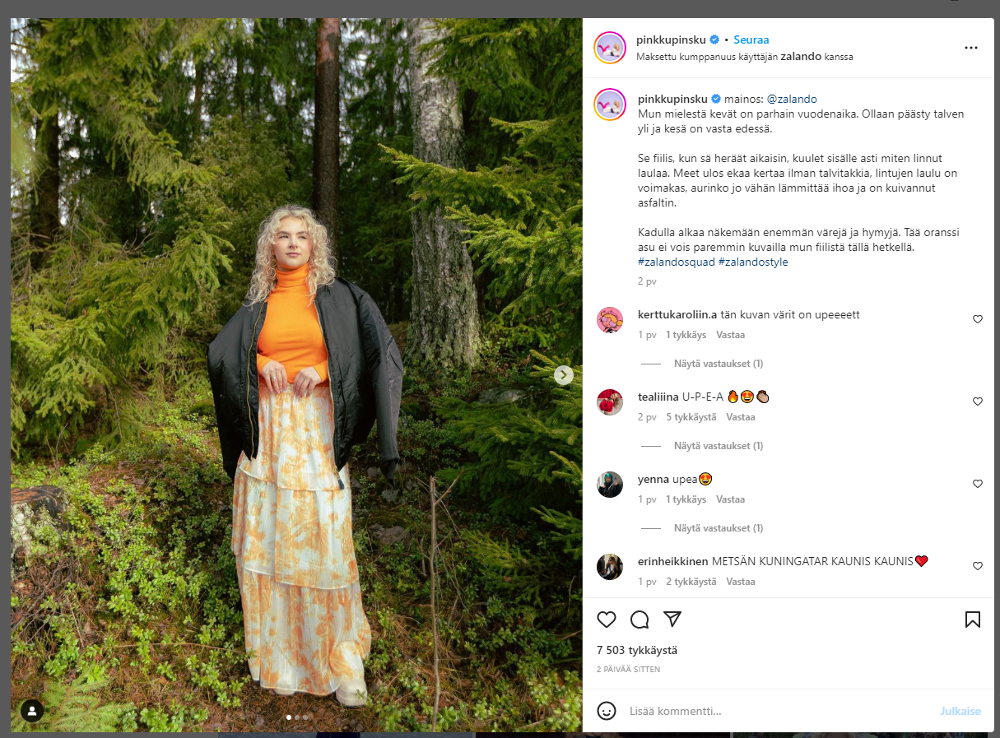 pinkkupinsku • Seuraa
Maksettu kumppanuus käyttäjän zalando kanssa
pinkkupinsku mainos: @zalando
Mun mielestä kevät on parhain vuodenaika. Ollaan päästy talven
yli ja kesä on vasta edessä.
Se fiilis, kun sä heräät aikaisin, kuulet sisälle asti miten linnut
laulaa. Meet ulos ekaa kertaa ilman talvitakkia, lintujen laulu on
voimakas, aurinko jo vähän lämmittää ihoa ja on kuivannut
asfaltin.
Kadulla alkaa näkemään enemmän värejä ja hymyjä. Tää oranssi
asu ei vois paremmin kuvailla mun fiilistä tällä hetkellä.
#zalandosquad #zalandostyle
2 pv
kerttukaroliin.a tän kuvan värit on upeeeett
1 pv 1 tykkäys Vastaa
Näytä vastaukset (1)
tealiiina U-P-E-A 🔥😍👏🏼
2 pv 5 tykkäystä Vastaa
Näytä vastaukset (1)
yenna upea😍
1 pv 1 tykkäys Vastaa
Näytä vastaukset (1)
erinheikkinen METSÄN KUNINGATAR KAUNIS KAUNIS❤️
1 pv 2 tykkäystä Vastaa
7 503 tykkäystä
2 PÄIVÄÄ SITTEN
Lisää kommentti... Julkaise